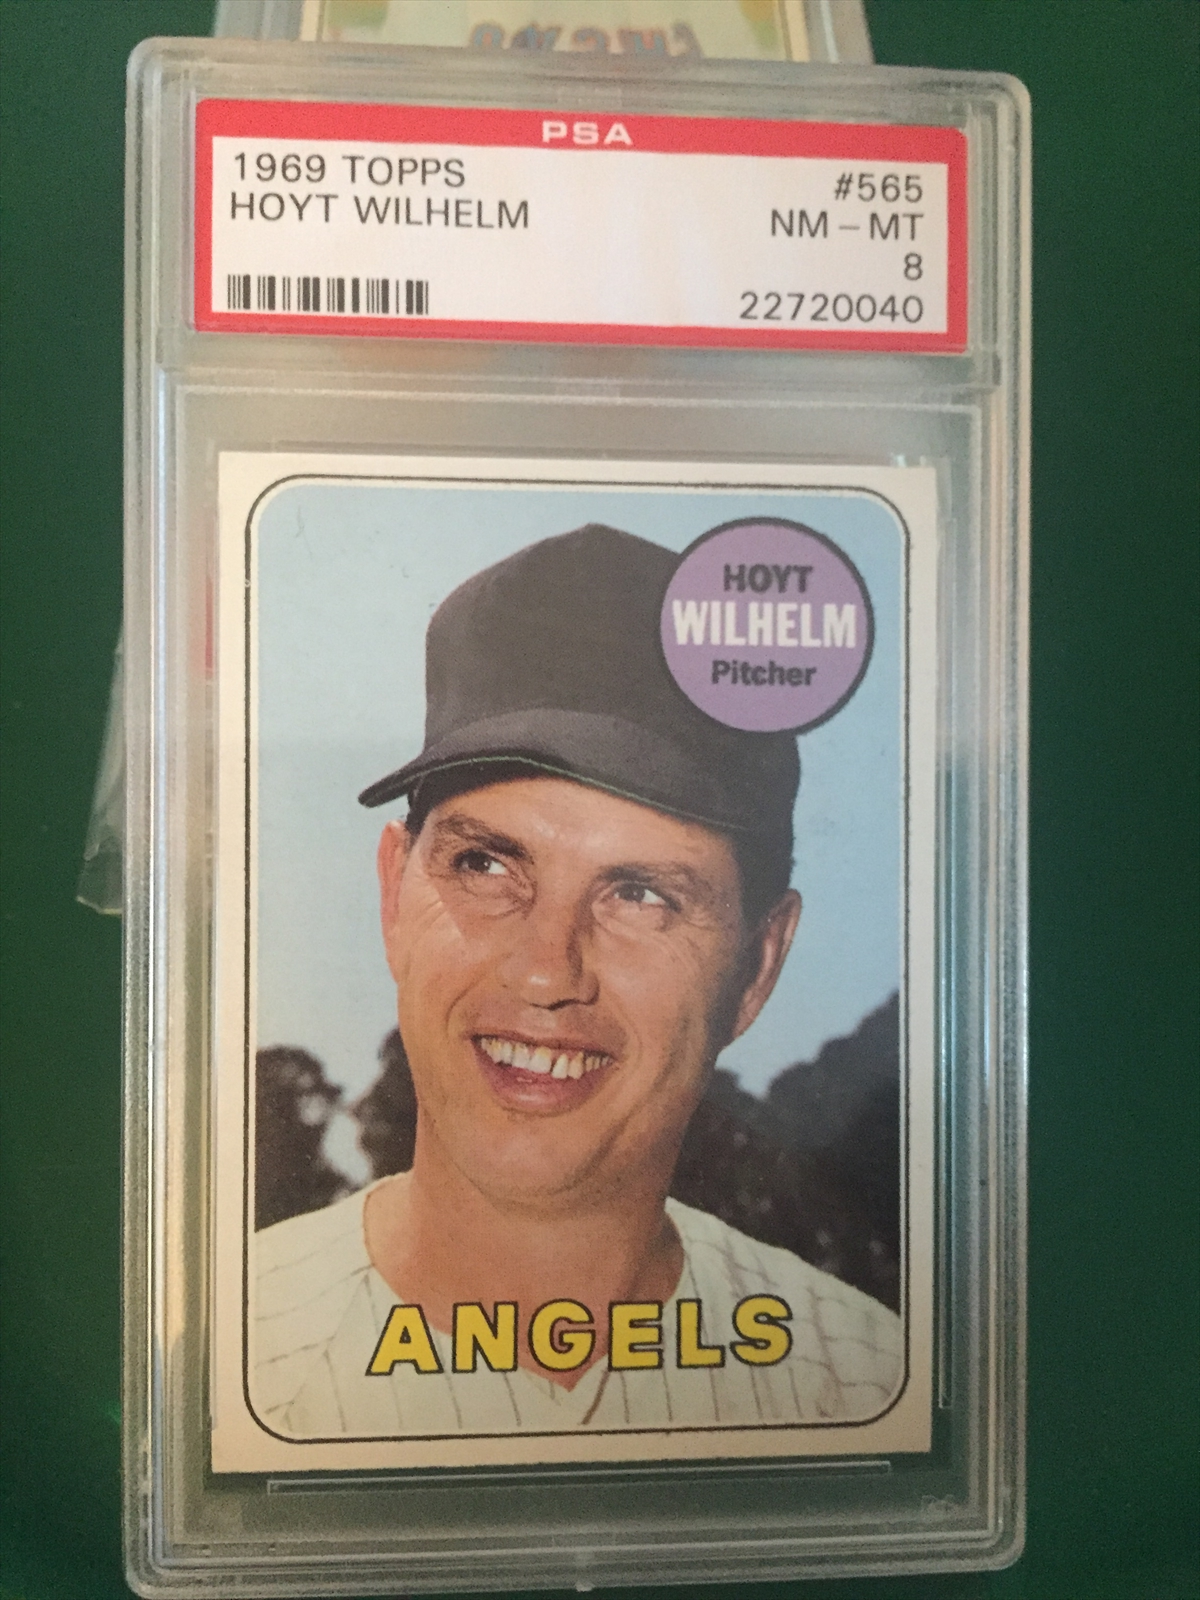 PSA
1969 TOPPS
HOYT WILHELM
#565
NM-MT
8
22720040
HOYT
WILHELM
Pitcher
ANGELS